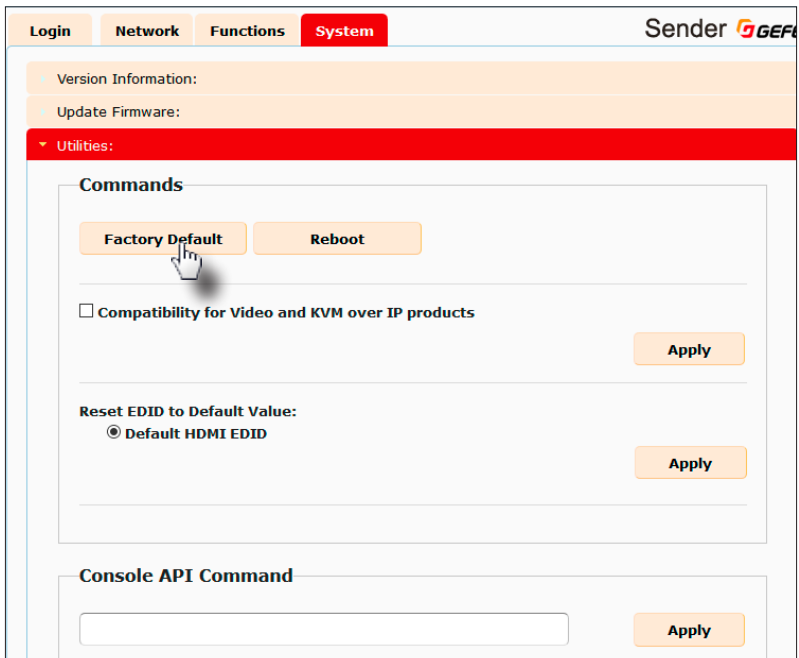 Login Network Functions System Sender GEFE
Version Information:
Update Firmware:
Utilities:
Commands
Factory Default Reboot
Compatibility for Video and KVM over IP products
Apply
Reset EDID to Default Value:
Default HDMI EDID
Apply
Console API Command
Apply